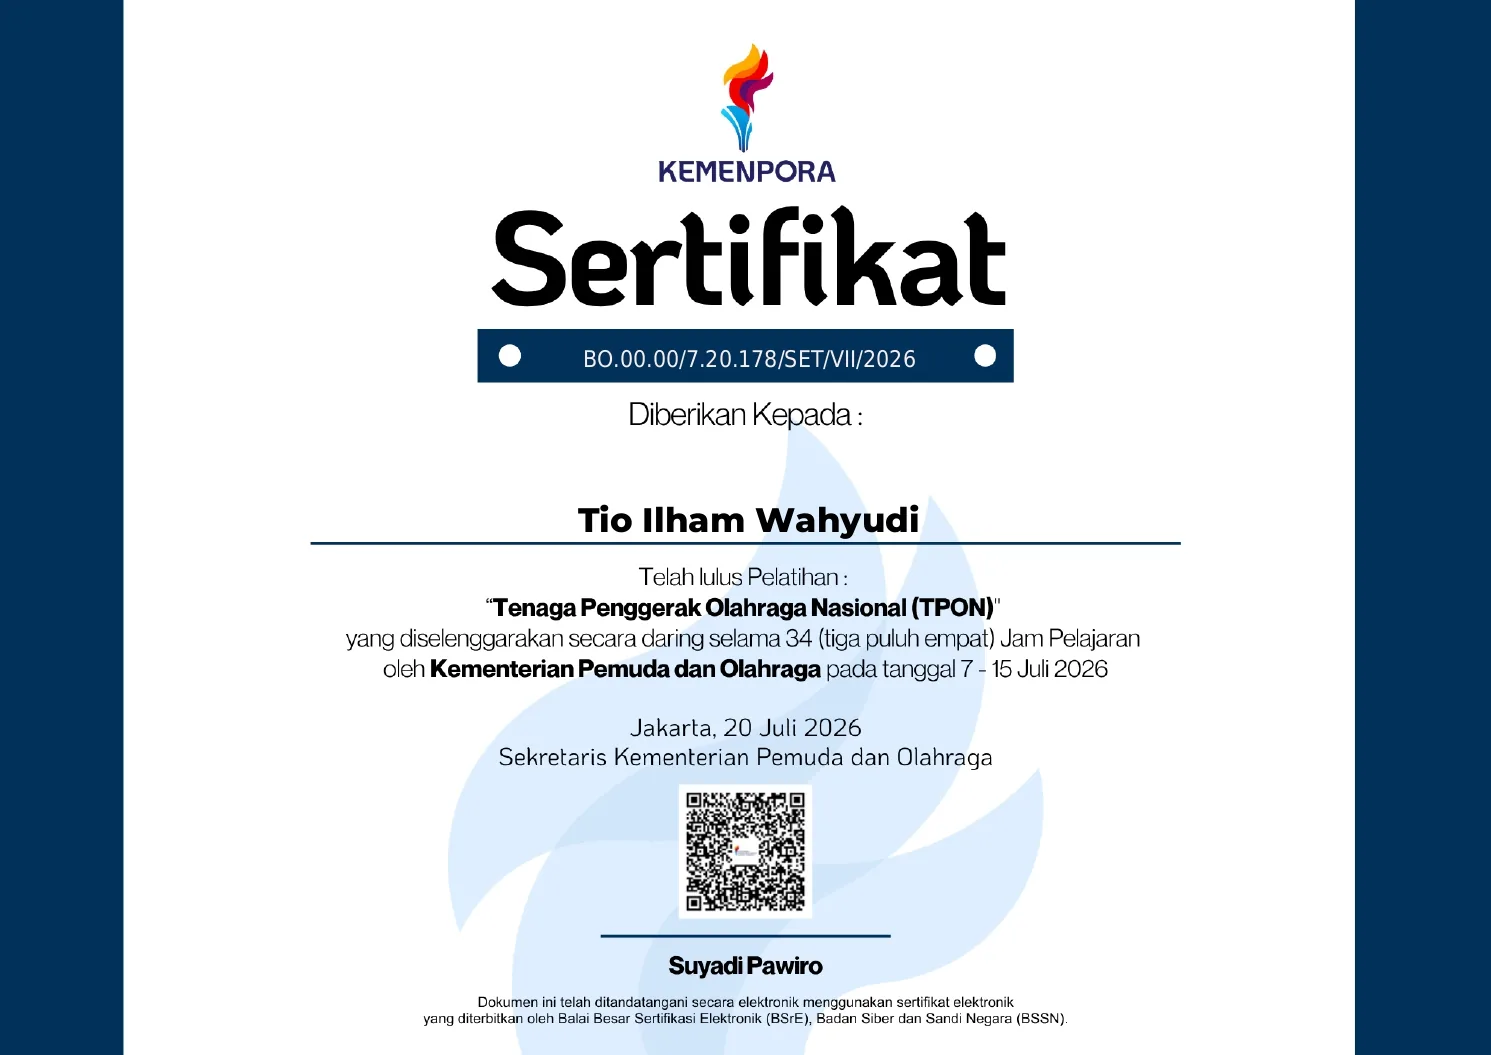 KEMENPORA
Sertifikat
BO.00.00/7.20.178/SET/VII/2026
Diberikan Kepada :
Tio Ilham Wahyudi
Telah lulus Pelatihan :
“Tenaga Penggerak Olahraga Nasional (TPON)"
yang diselenggarakan secara daring selama 34 (tiga puluh empat) Jam Pelajaran
oleh Kementerian Pemuda dan Olahraga pada tanggal 7 - 15 Juli 2026
Jakarta, 20 Juli 2026
Sekretaris Kementerian Pemuda dan Olahraga
Suyadi Pawiro
Dokumen ini telah ditandatangani secara elektronik menggunakan sertifikat elektronik
yang diterbitkan oleh Balai Besar Sertifikasi Elektronik (BSrE), Badan Siber dan Sandi Negara (BSSN).